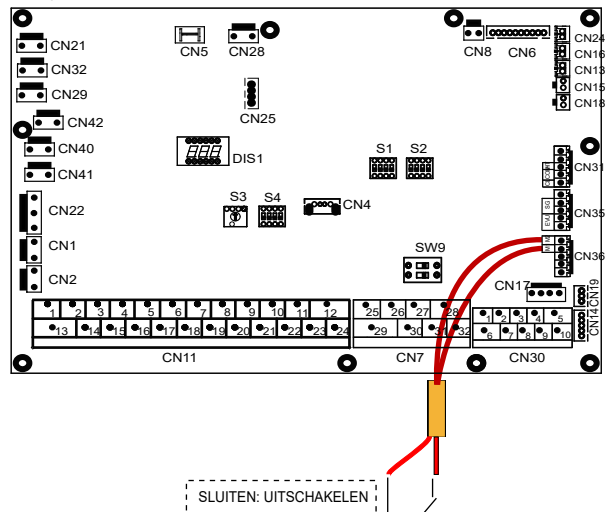 CN21
CN5
CN28
CN8
CN6
CN24
CN16
CN32
CN13
CN29
CN15
CN18
CN42
CN25
CN40
DIS1
S1
S2
CN31
CN41
CN22
S3
S4
CN4
SG
EVU
CN35
CN1
SW9
CN36
CN2
CN17
CN19
CN14
1 2 3 4 5 6 7 8 9 10 11 12
13 14 15 16 17 18 19 20 21 22 23 24
25 26 27 28
29 30 31 32
1 2 3 4 5
6 7 8 9 10
CN11
CN7
CN30
SLUITEN: UITSCHAKELEN